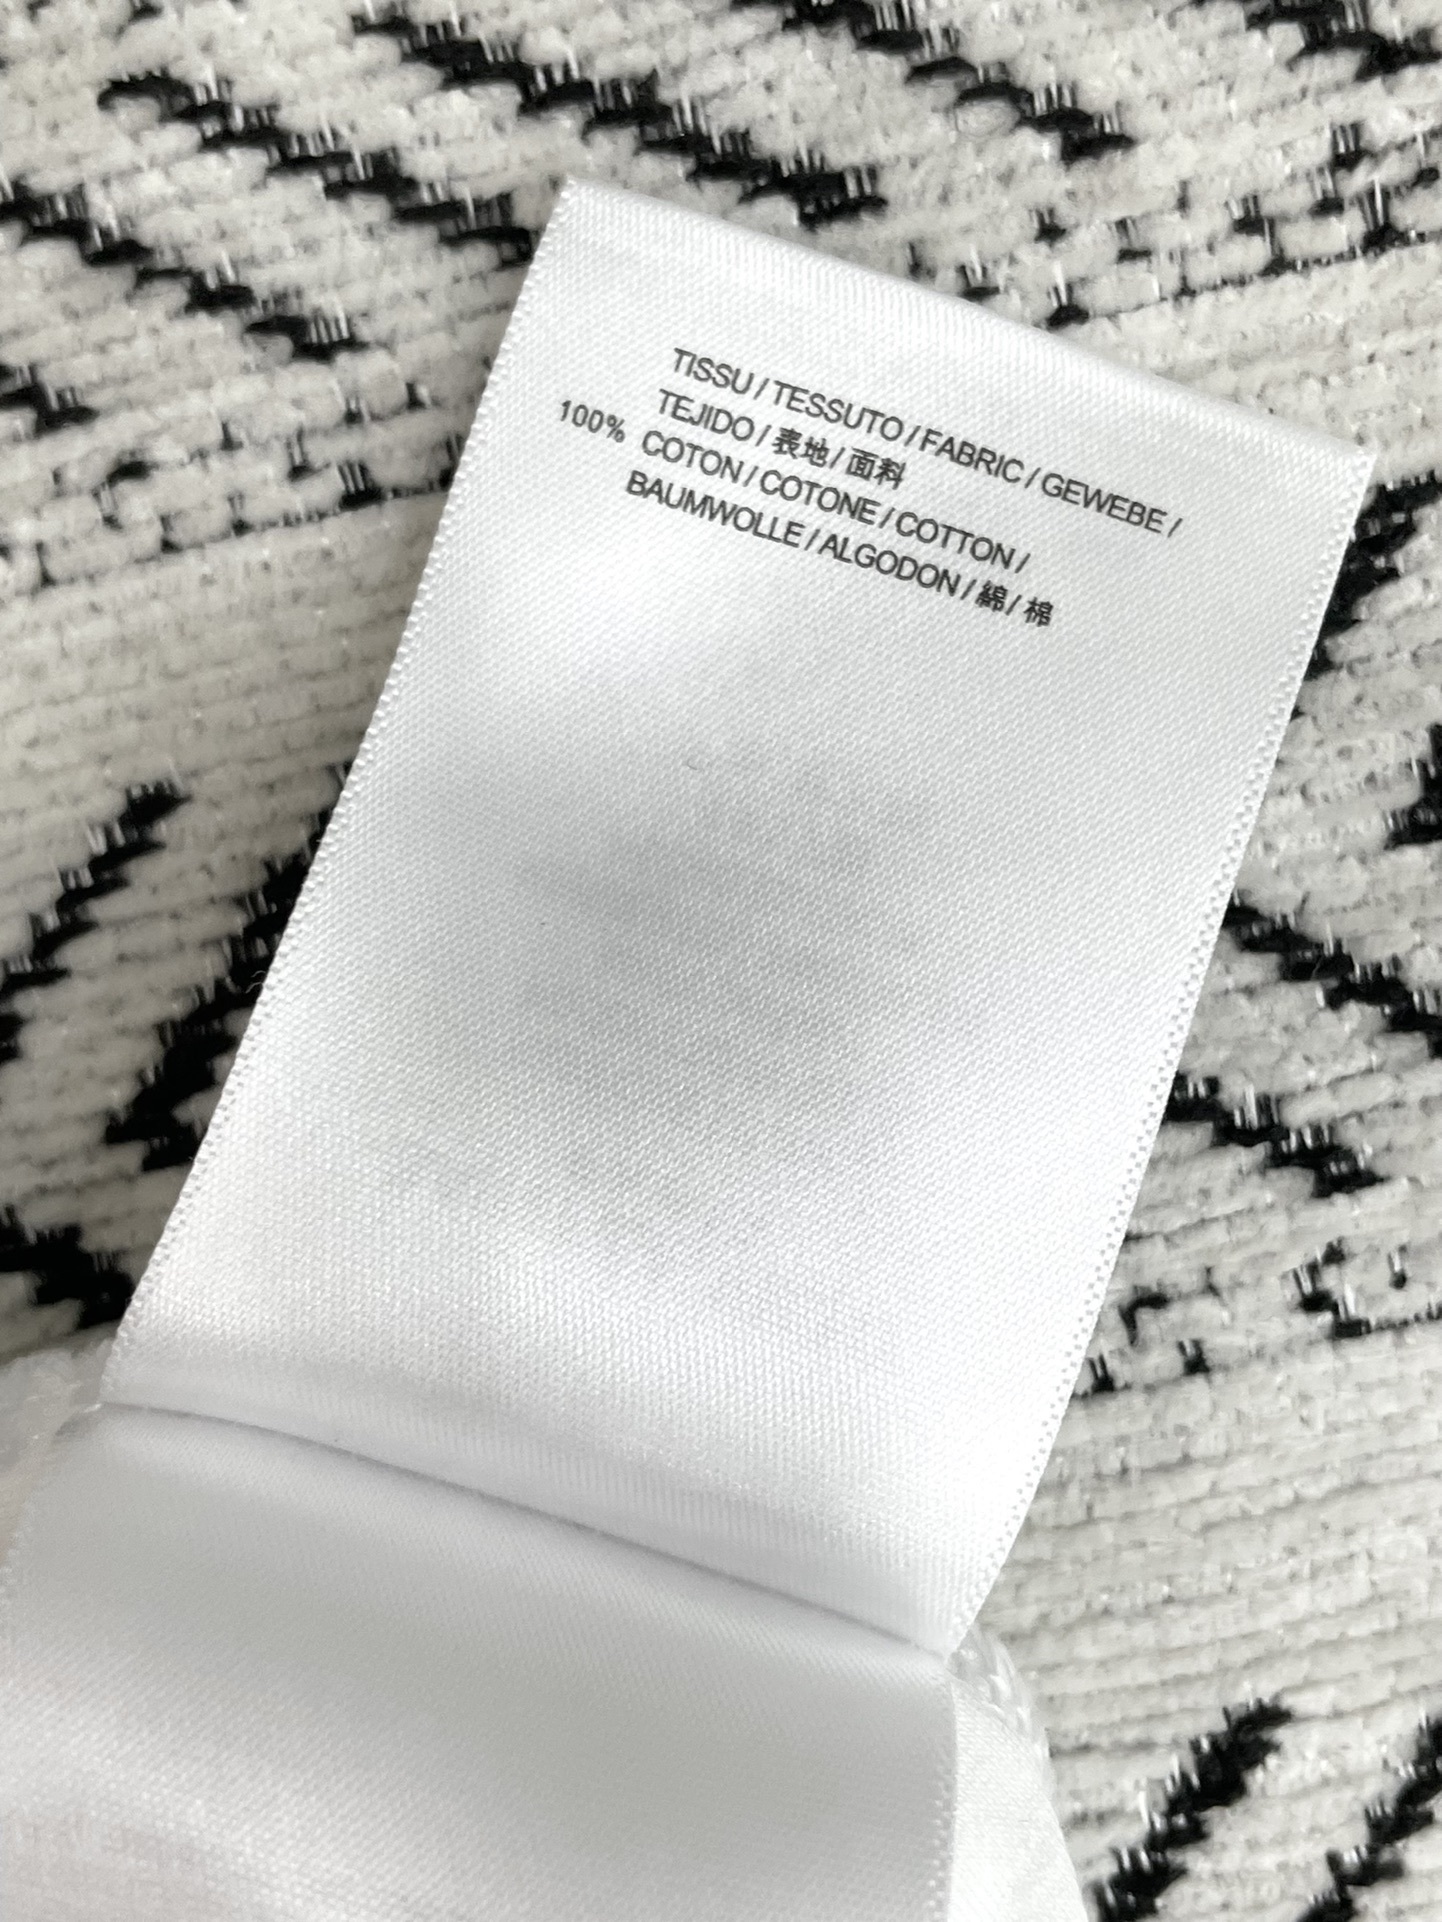 TISSU / TESSUTO / FABRIC / GEWEBE /
TEJIDO / 表地 / 面料
100% COTON / COTONE / COTTON /
BAUMWOLLE / ALGODON / 綿 / 棉